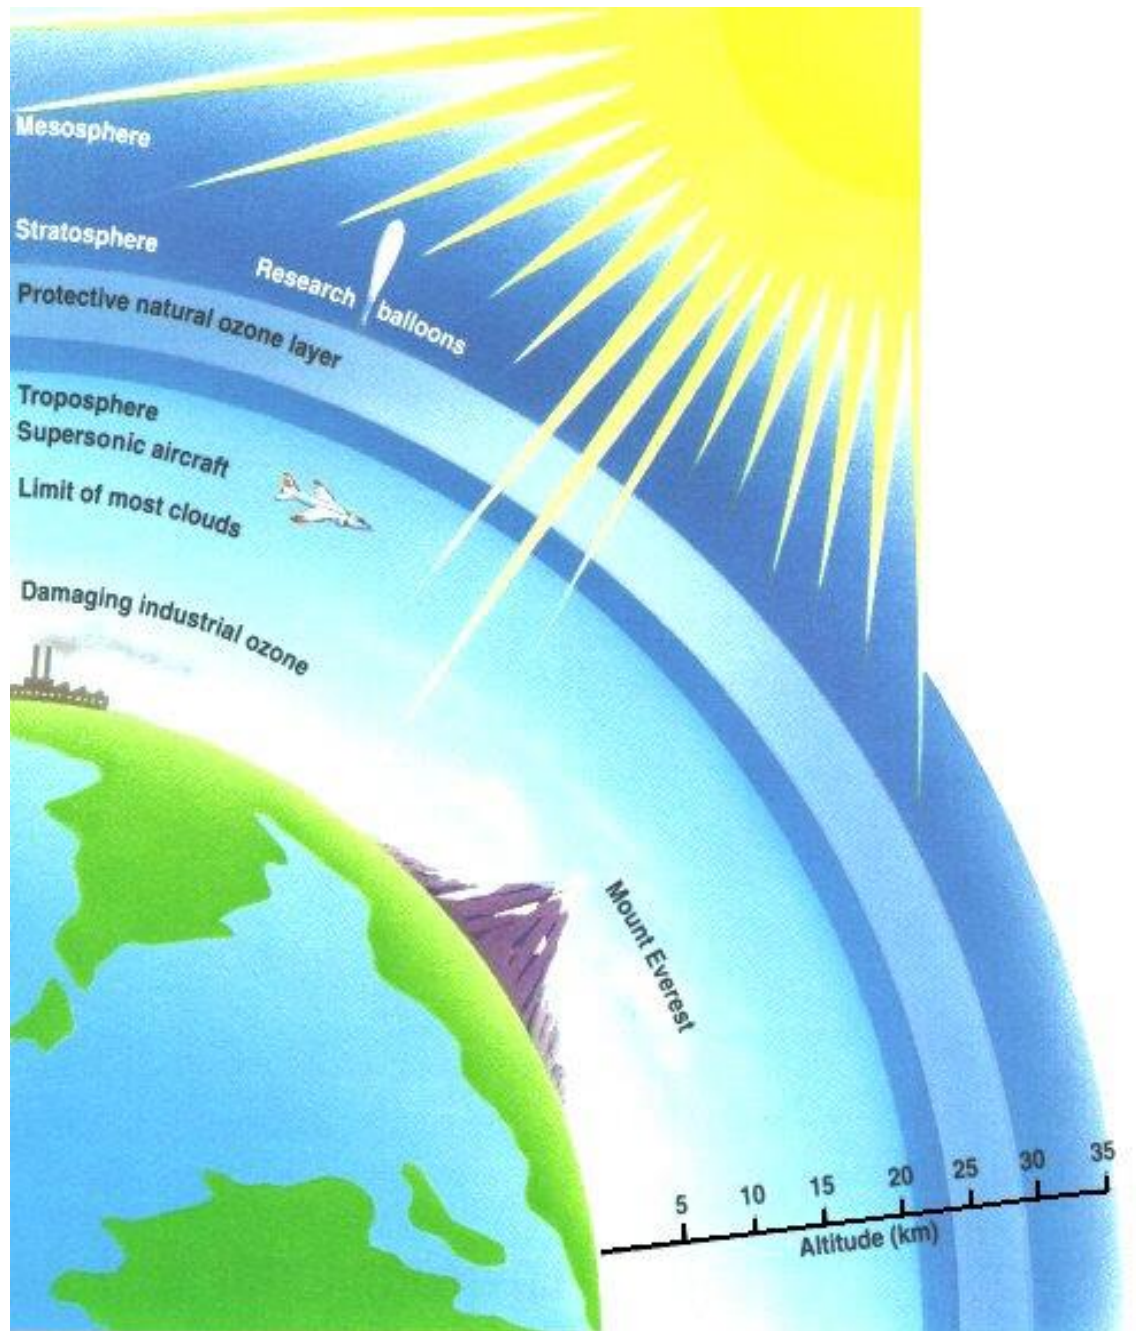 Mesosphere
Stratosphere
Research
balloons
Protective natural ozone layer
Troposphere
Supersonic aircraft
Limit of most clouds
Damaging industrial ozone
Mount Everest
5 10 15 20 25 30 35
Altitude (km)